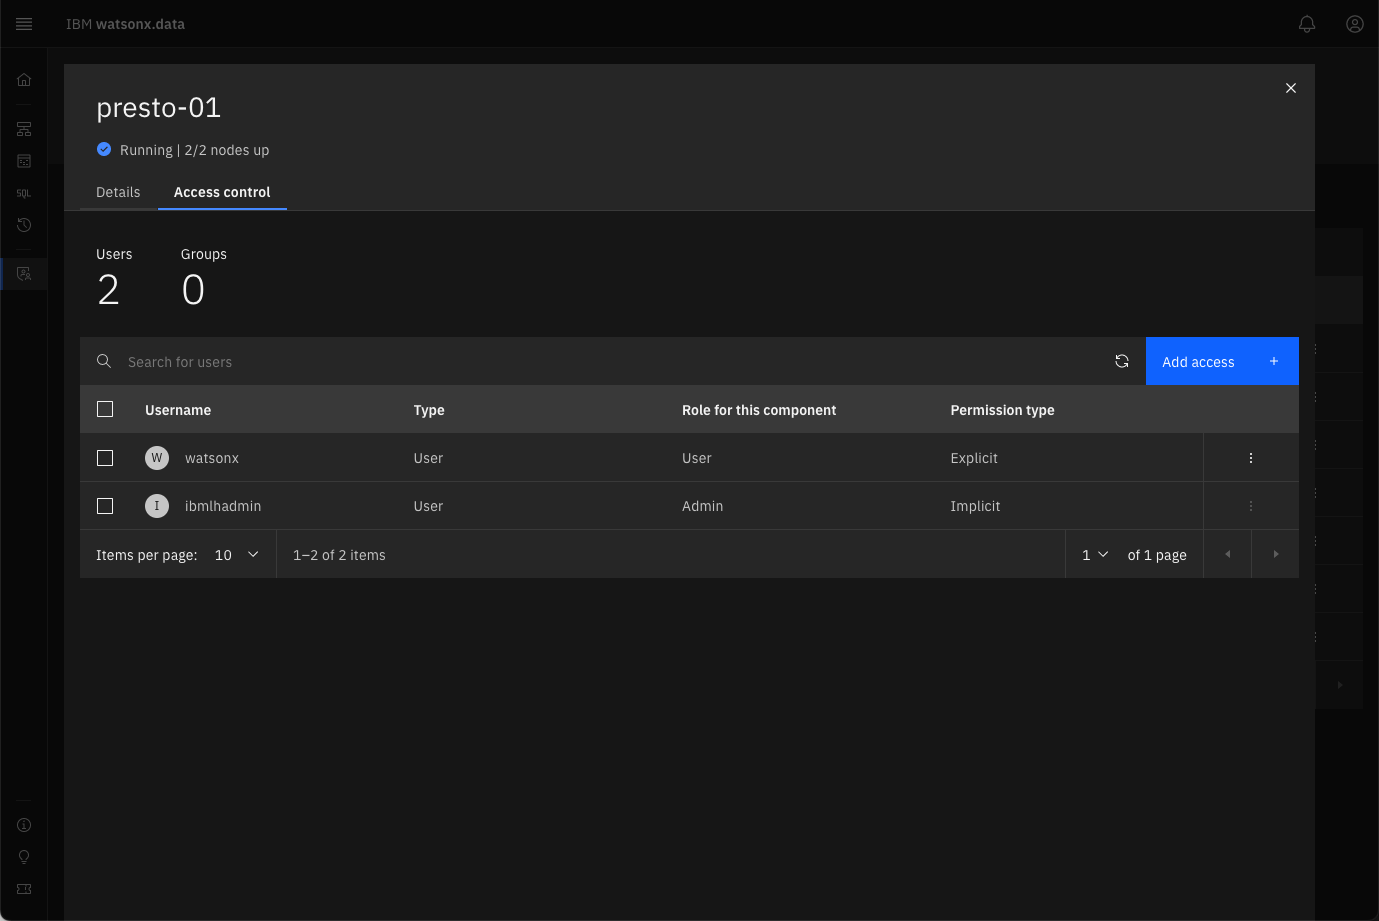 IBM watsonx.data
presto-01
Running | 2/2 nodes up
Details Access control
Users Groups
2 0
Search for users Add access +
Username Type Role for this component Permission type
W watsonx User User Explicit
I ibmlhadmin User Admin Implicit
Items per page: 10 1–2 of 2 items 1 of 1 page
SQL